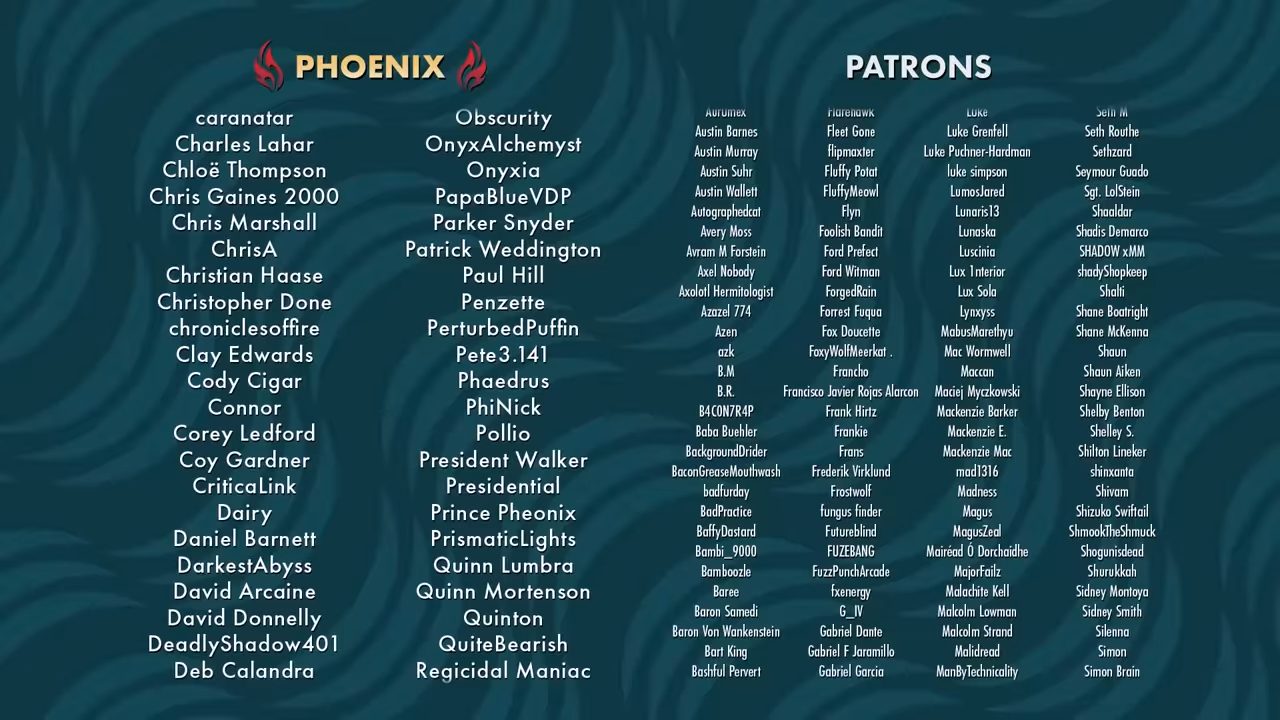 PHOENIX
caranatar
Charles Lahar
Chloë Thompson
Chris Gaines 2000
Chris Marshall
ChrisA
Christian Haase
Christopher Done
chroniclesoffire
Clay Edwards
Cody Cigar
Connor
Corey Ledford
Coy Gardner
CriticaLink
Dairy
Daniel Barnett
DarkestAbyss
David Arcaine
David Donnelly
DeadlyShadow401
Deb Calandra
Obscurity
OnyxAlchemyst
Onyxia
PapaBlueVDP
Parker Snyder
Patrick Weddington
Paul Hill
Penzette
PerturbedPuffin
Pete3.141
Phaedrus
PhiNick
Pollio
President Walker
Presidential
Prince Pheonix
PrismaticLights
Quinn Lumbra
Quinn Mortenson
Quinton
QuiteBearish
Regicidal Maniac
PATRONS
Aurumex
Austin Barnes
Austin Murray
Austin Suhr
Austin Wallett
Autographedcat
Avery Moss
Avram M Forstein
Axel Nobody
Axolotl Hermitologist
Azazel 774
Azen
azk
B.M
B.R.
B4C0N7R4P
Baba Buehler
BackgroundDrider
BaconGreaseMouthwash
badfurday
BadPractice
BaffyDastard
Bambi_9000
Bamboozle
Baree
Baron Samedi
Baron Von Wankenstein
Bart King
Bashful Pervert
Flarehawk
Fleet Gone
flipmaxter
Fluffy Potat
FluffyMeowl
Flyn
Foolish Bandit
Ford Prefect
Ford Witman
ForgedRain
Forrest Fuqua
Fox Doucette
FoxyWolfMeerkat .
Francho
Francisco Javier Rojas Alarcon
Frank Hirtz
Frankie
Frans
Frederik Virklund
Frostwolf
fungus finder
Futureblind
FUZEBANG
FuzzPunchArcade
fxenergy
G_IV
Gabriel Dante
Gabriel F Jaramillo
Gabriel Garcia
Luke
Luke Grenfell
Luke Puchner-Hardman
luke simpson
LumosJared
Lunaris13
Lunaska
Luscinia
Lux 1nterior
Lux Sola
Lynxyss
MabusMarethyu
Mac Wormwell
Maccan
Maciej Myczkowski
Mackenzie Barker
Mackenzie E.
Mackenzie Mac
mad1316
Madness
Magus
MagusZeal
Mairéad Ó Dorchaidhe
MajorFailz
Malachite Kell
Malcolm Lowman
Malcolm Strand
Malidread
ManByTechnicality
Seth M
Seth Routhe
Sethzard
Seymour Guado
Sgt. LolStein
Shaaldar
Shadis Demarco
SHADOW xMM
shadyShopkeep
Shalti
Shane Boatright
Shane McKenna
Shaun
Shaun Aiken
Shayne Ellison
Shelby Benton
Shelley S.
Shilton Lineker
shinxanta
Shivam
Shizuko Swiftail
ShmookTheShmuck
Shogunisdead
Shurukkah
Sidney Montoya
Sidney Smith
Silenna
Simon
Simon Brain